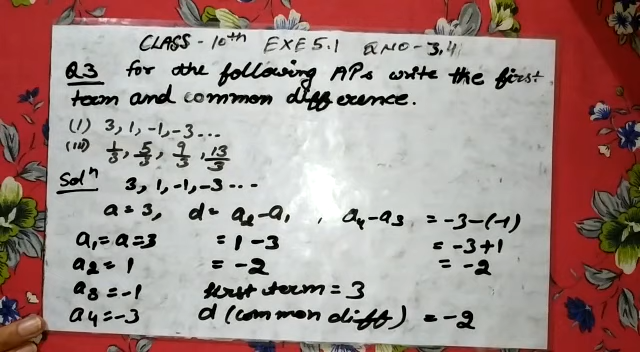 CLASS - 10th EXE 5.1 QNO - 3,4
Q.3 for the following APs write the first
term and common difference.
(i) 3, 1, -1, -3 ...
(iii) 1/3, 5/3, 9/3, 13/3
Solⁿ 3, 1, -1, -3 ...
a = 3, d = a₂-a₁ , a₄-a₃ = -3-(-1)
a₁=a=3 = 1-3 = -3+1
a₂ = 1 = -2 = -2
a₃ = -1 first term = 3
a₄ = -3 d (common diff) = -2